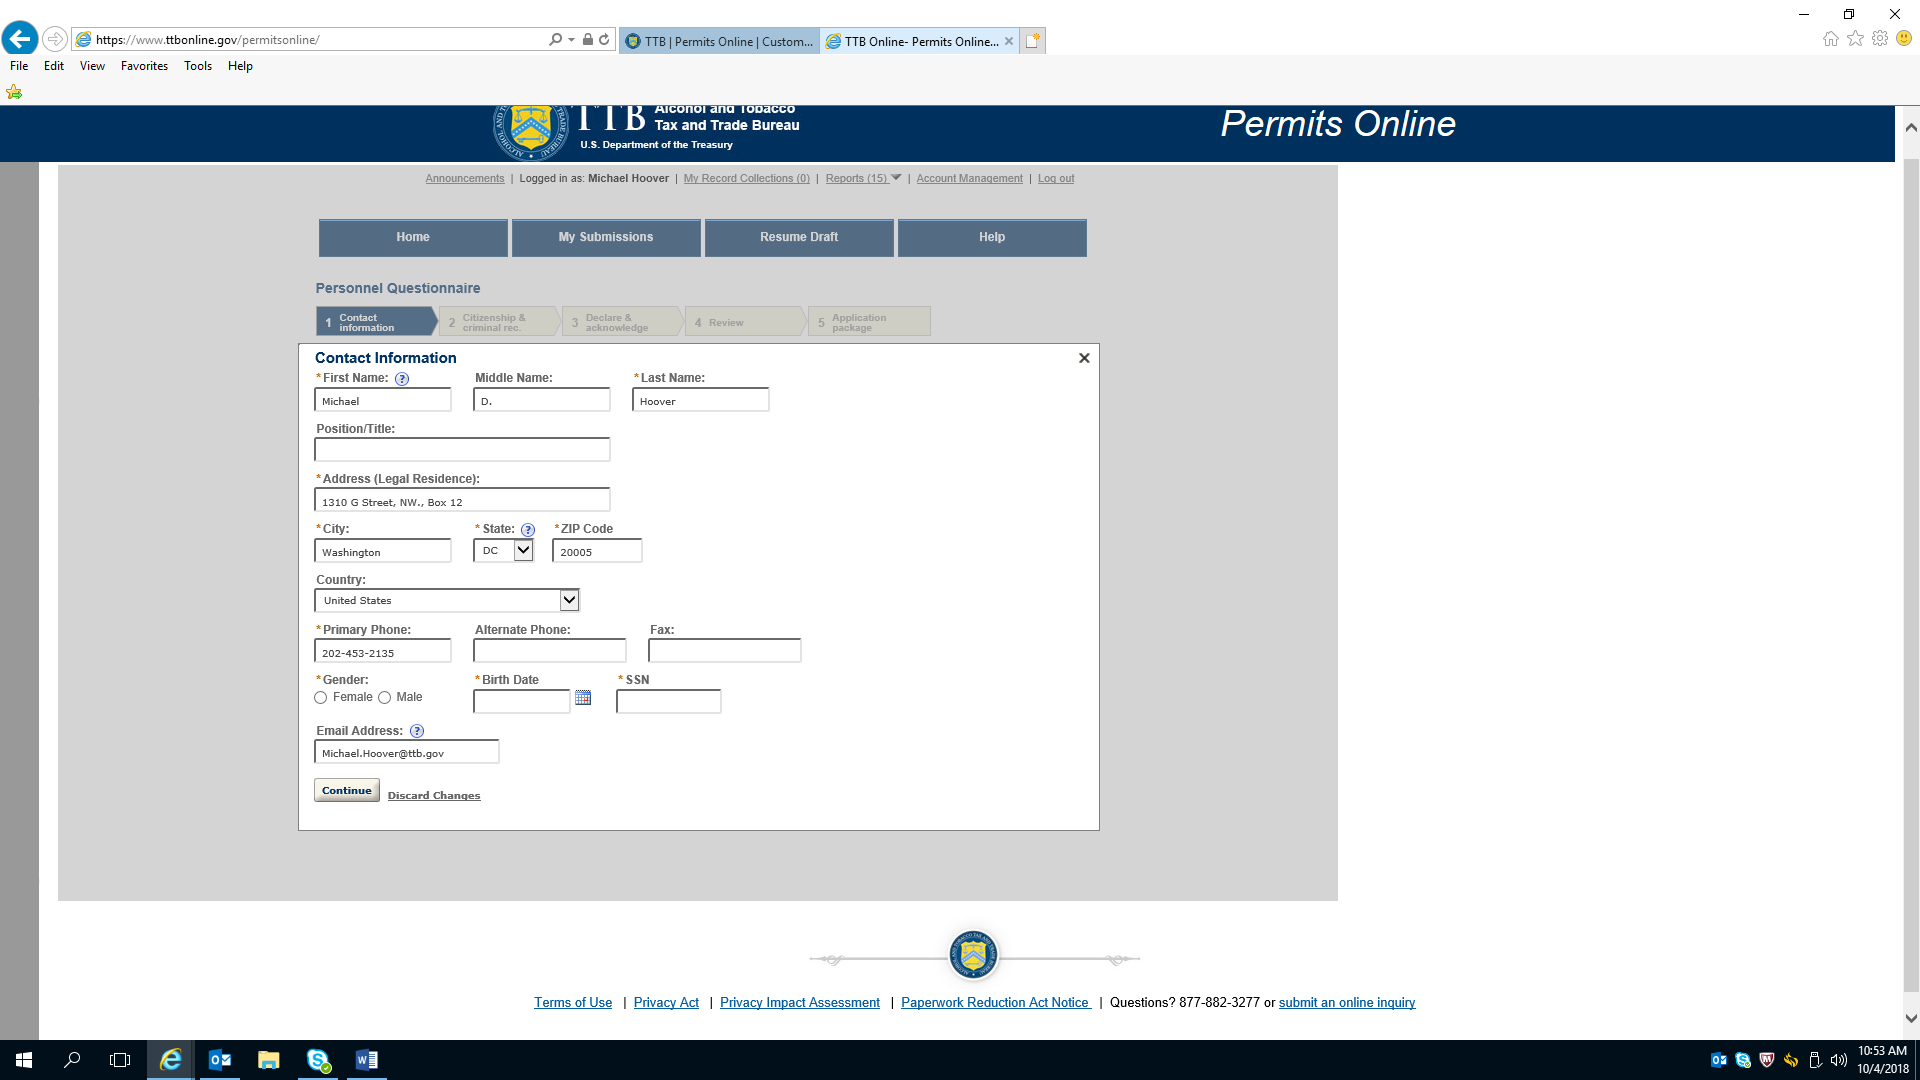 https://www.ttbonline.gov/permitsonline/
TTB | Permits Online | Custom...
TTB Online- Permits Online...
File Edit View Favorites Tools Help
TTB
Alcohol and Tobacco
Tax and Trade Bureau
U.S. Department of the Treasury
Permits Online
Announcements | Logged in as: Michael Hoover | My Record Collections (0) | Reports (15) | Account Management | Log out
Home My Submissions Resume Draft Help
Personnel Questionnaire
1 Contact information
2 Citizenship & criminal rec.
3 Declare & acknowledge
4 Review
5 Application package
Contact Information
*First Name: Middle Name: *Last Name:
Michael D. Hoover
Position/Title:
*Address (Legal Residence):
1310 G Street, NW., Box 12
*City: *State: *ZIP Code
Washington DC 20005
Country:
United States
*Primary Phone: Alternate Phone: Fax:
202-453-2135
*Gender: *Birth Date *SSN
Female Male
Email Address:
Michael.Hoover@ttb.gov
Continue Discard Changes
Terms of Use | Privacy Act | Privacy Impact Assessment | Paperwork Reduction Act Notice | Questions? 877-882-3277 or submit an online inquiry
10:53 AM
10/4/2018